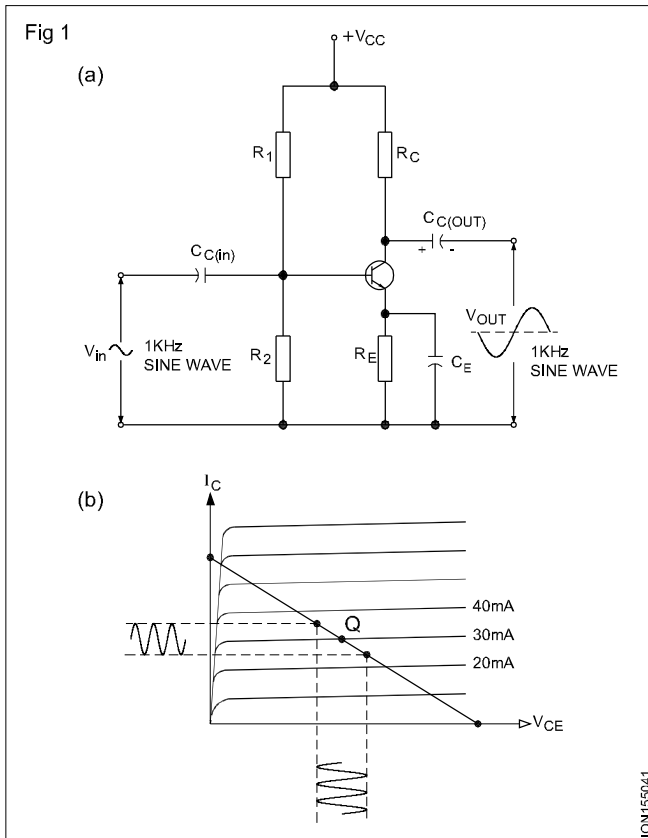 Fig 1
(a)
+VCC
R1
RC
CC(OUT)
+ -
CC(in)
Vin
1KHz
SINE WAVE
R2
RE
CE
VOUT
1KHz
SINE WAVE
(b)
IC
Q
40mA
30mA
20mA
VCE
ION155041